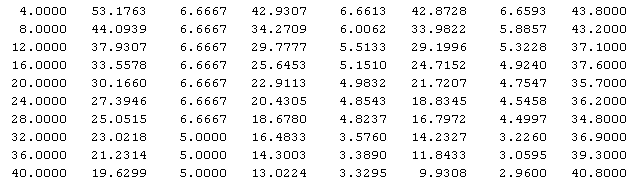 4.0000 53.1763 6.6667 42.9307 6.6613 42.8728 6.6593 43.8000
8.0000 44.0939 6.6667 34.2709 6.0062 33.9822 5.8857 43.2000
12.0000 37.9307 6.6667 29.7777 5.5133 29.1996 5.3228 37.1000
16.0000 33.5578 6.6667 25.6453 5.1510 24.7152 4.9240 37.6000
20.0000 30.1660 6.6667 22.9113 4.9832 21.7207 4.7547 35.7000
24.0000 27.3946 6.6667 20.4305 4.8543 18.8345 4.5458 36.2000
28.0000 25.0515 6.6667 18.6780 4.8237 16.7972 4.4997 34.8000
32.0000 23.0218 5.0000 16.4833 3.5760 14.2327 3.2260 36.9000
36.0000 21.2314 5.0000 14.3003 3.3890 11.8433 3.0595 39.3000
40.0000 19.6299 5.0000 13.0224 3.3295 9.9308 2.9600 40.8000